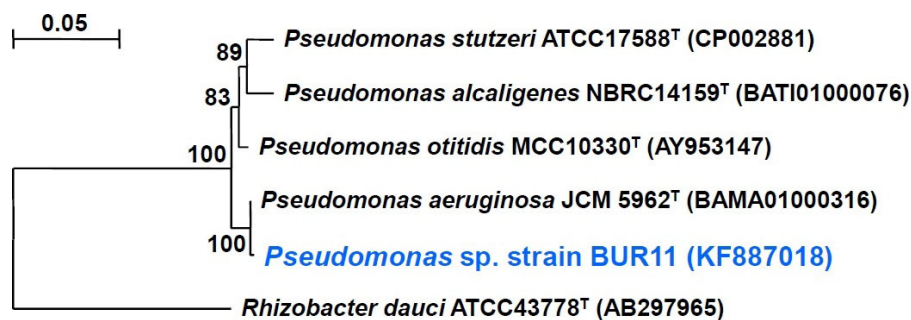 0.05
89
Pseudomonas stutzeri ATCC17588ᵀ (CP002881)
Pseudomonas alcaligenes NBRC14159ᵀ (BATI01000076)
83
Pseudomonas otitidis MCC10330ᵀ (AY953147)
100
Pseudomonas aeruginosa JCM 5962ᵀ (BAMA01000316)
100
Pseudomonas sp. strain BUR11 (KF887018)
Rhizobacter dauci ATCC43778ᵀ (AB297965)